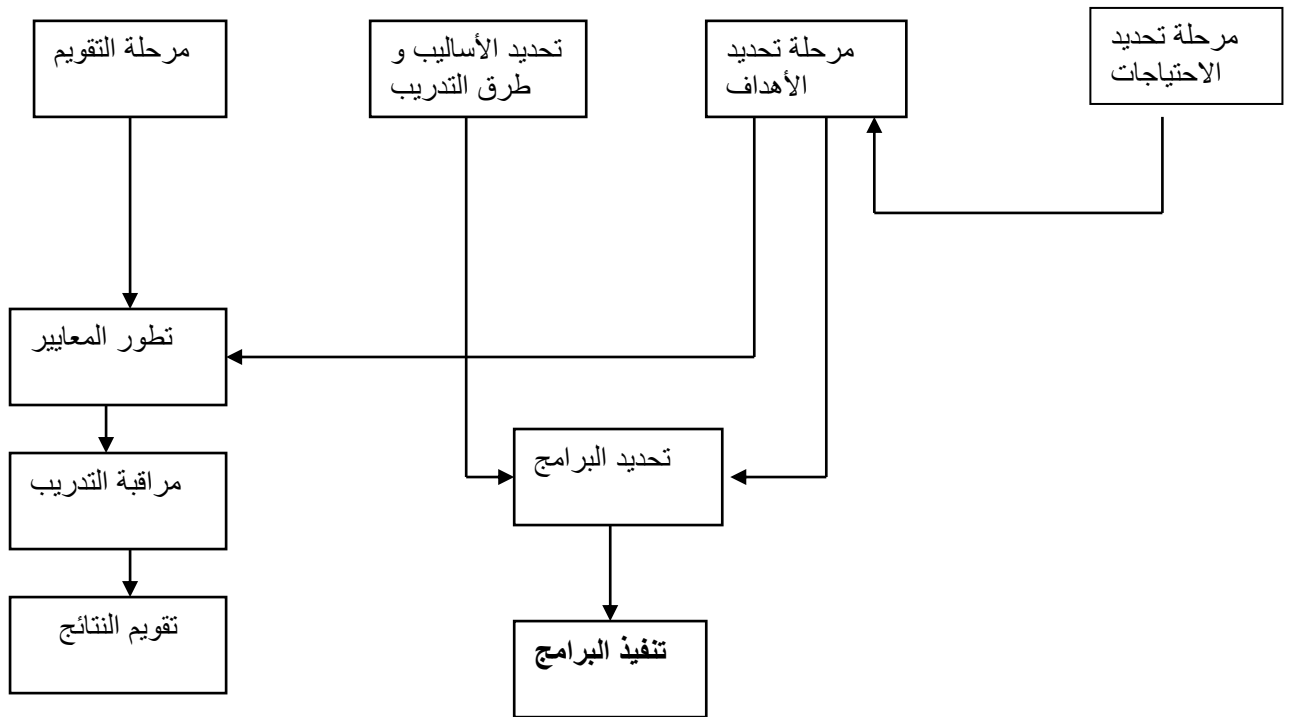 مرحلة تحديد
الاحتياجات
مرحلة تحديد
الأهداف
تحديد الأساليب و
طرق التدريب
مرحلة التقويم
تطور المعايير
تحديد البرامج
مراقبة التدريب
تقويم النتائج
تنفيذ البرامج